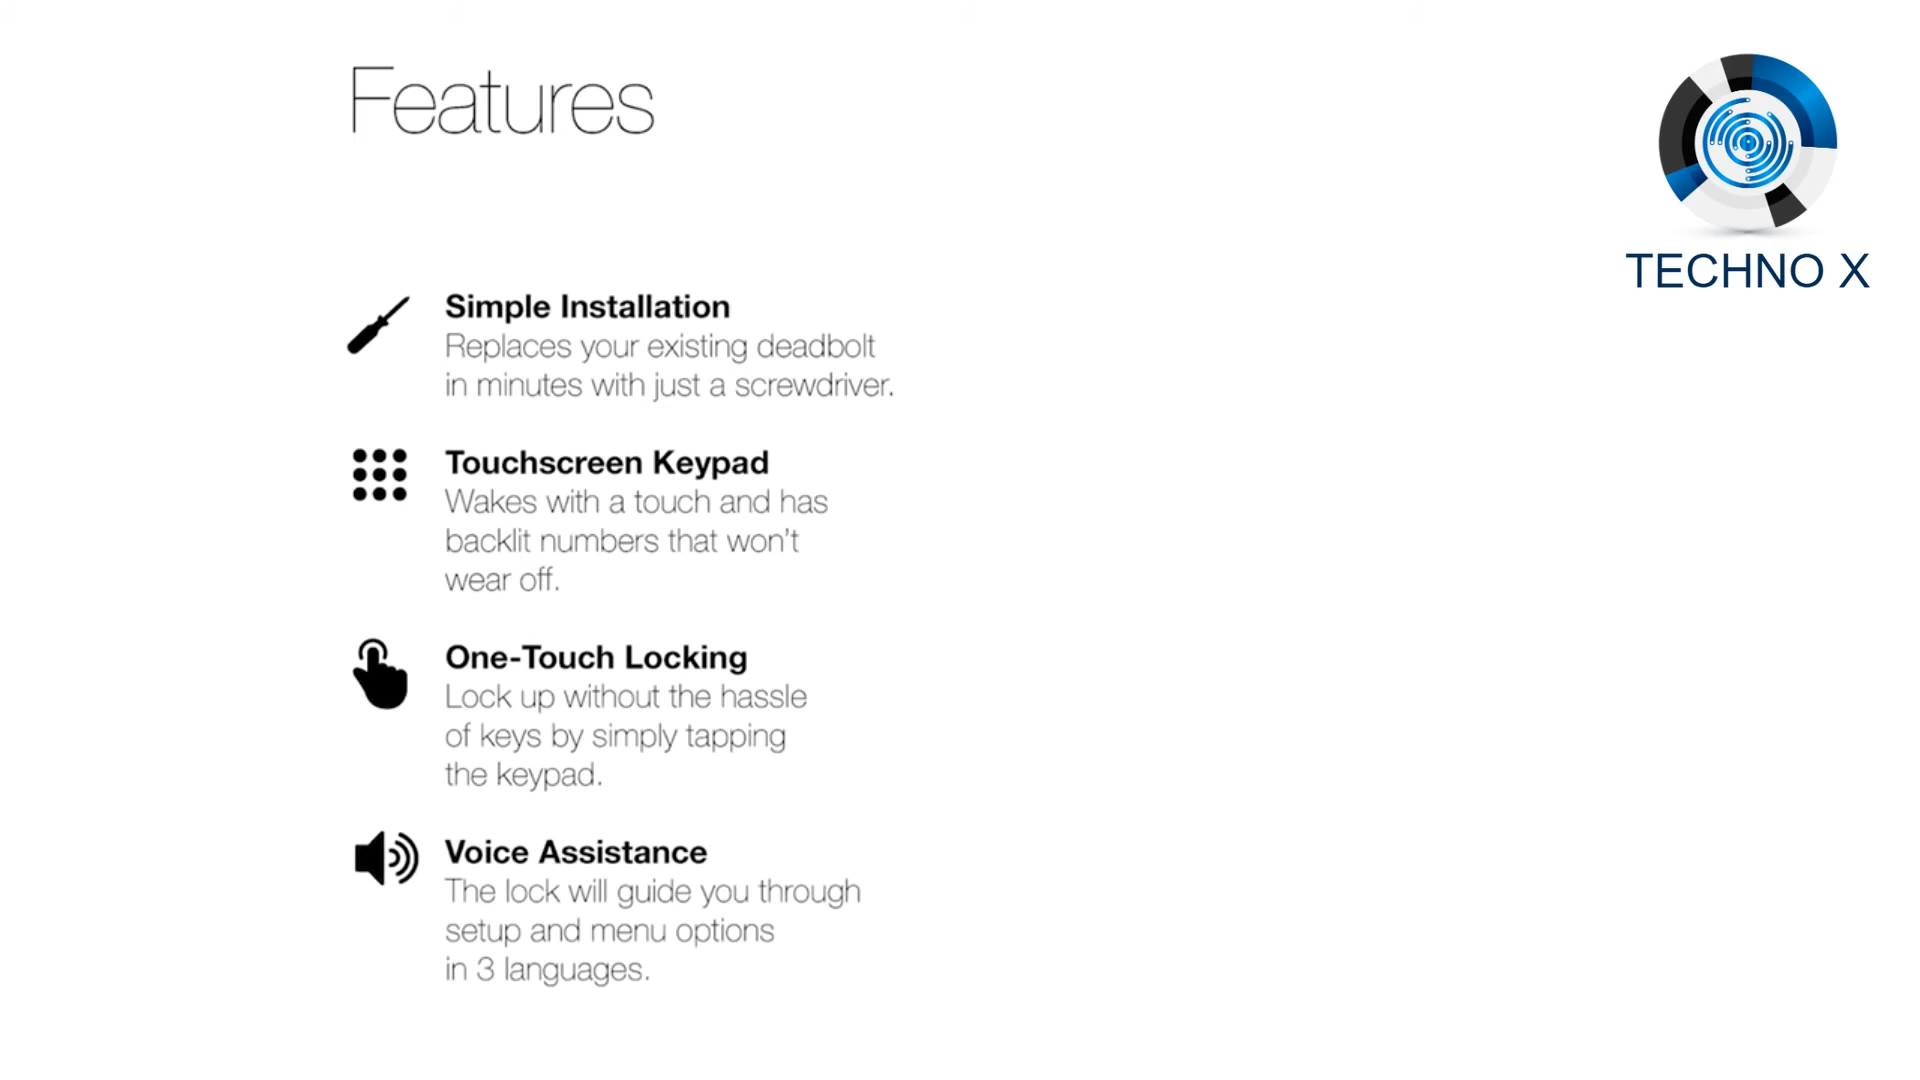 Features
TECHNO X
Simple Installation
Replaces your existing deadbolt
in minutes with just a screwdriver.
Touchscreen Keypad
Wakes with a touch and has
backlit numbers that won't
wear off.
One-Touch Locking
Lock up without the hassle
of keys by simply tapping
the keypad.
Voice Assistance
The lock will guide you through
setup and menu options
in 3 languages.